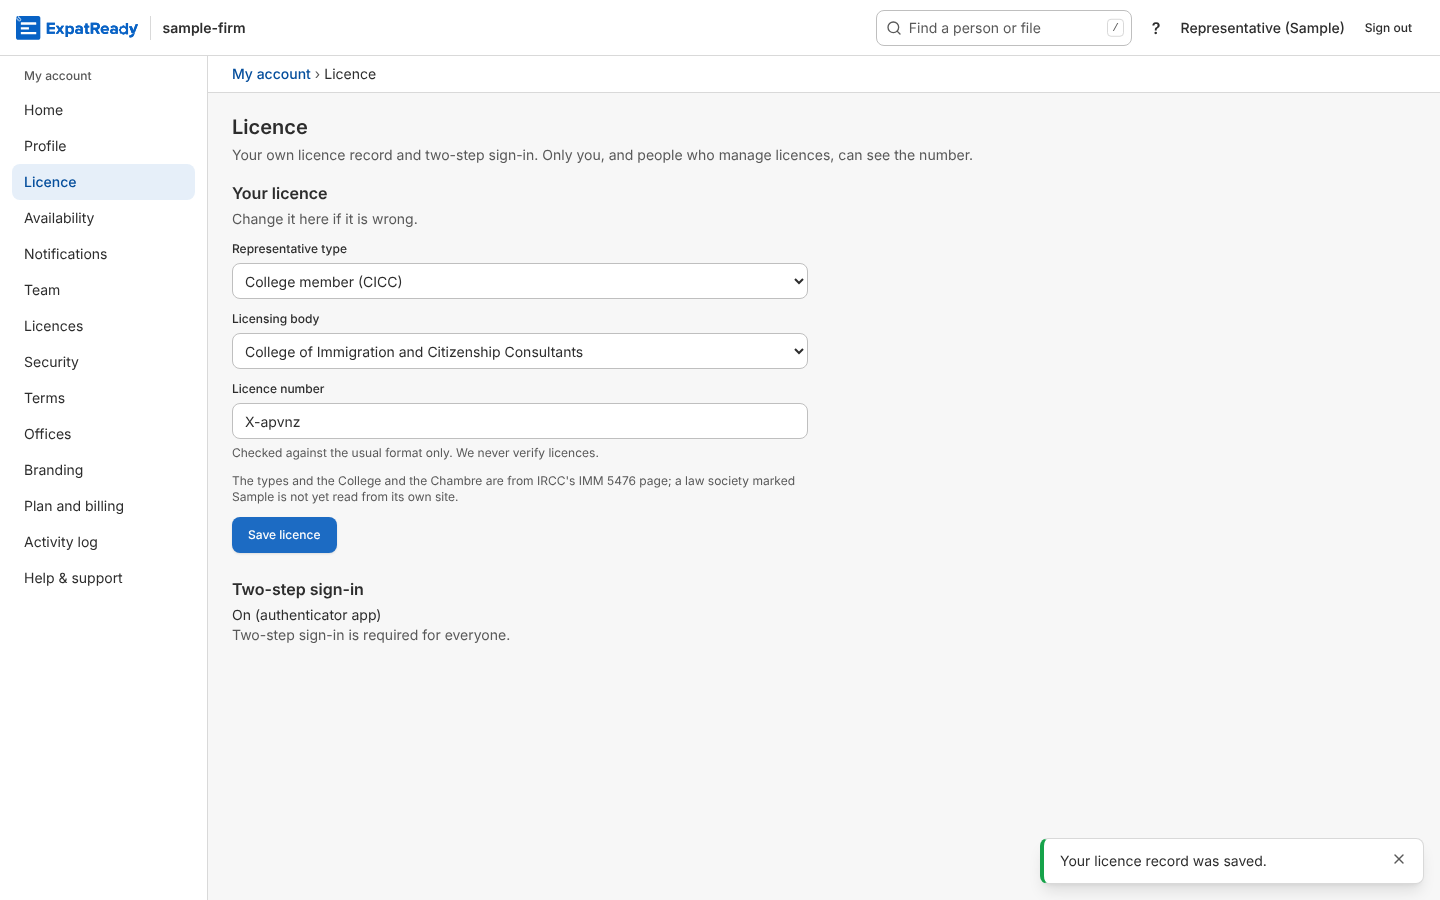 ExpatReady
sample-firm
Find a person or file
/
?
Representative (Sample)
Sign out
My account
Home
Profile
Licence
Availability
Notifications
Team
Licences
Security
Terms
Offices
Branding
Plan and billing
Activity log
Help & support
My account › Licence
Licence
Your own licence record and two-step sign-in. Only you, and people who manage licences, can see the number.
Your licence
Change it here if it is wrong.
Representative type
College member (CICC)
Licensing body
College of Immigration and Citizenship Consultants
Licence number
X-apvnz
Checked against the usual format only. We never verify licences.
The types and the College and the Chambre are from IRCC's IMM 5476 page; a law society marked
Sample is not yet read from its own site.
Save licence
Two-step sign-in
On (authenticator app)
Two-step sign-in is required for everyone.
Your licence record was saved.